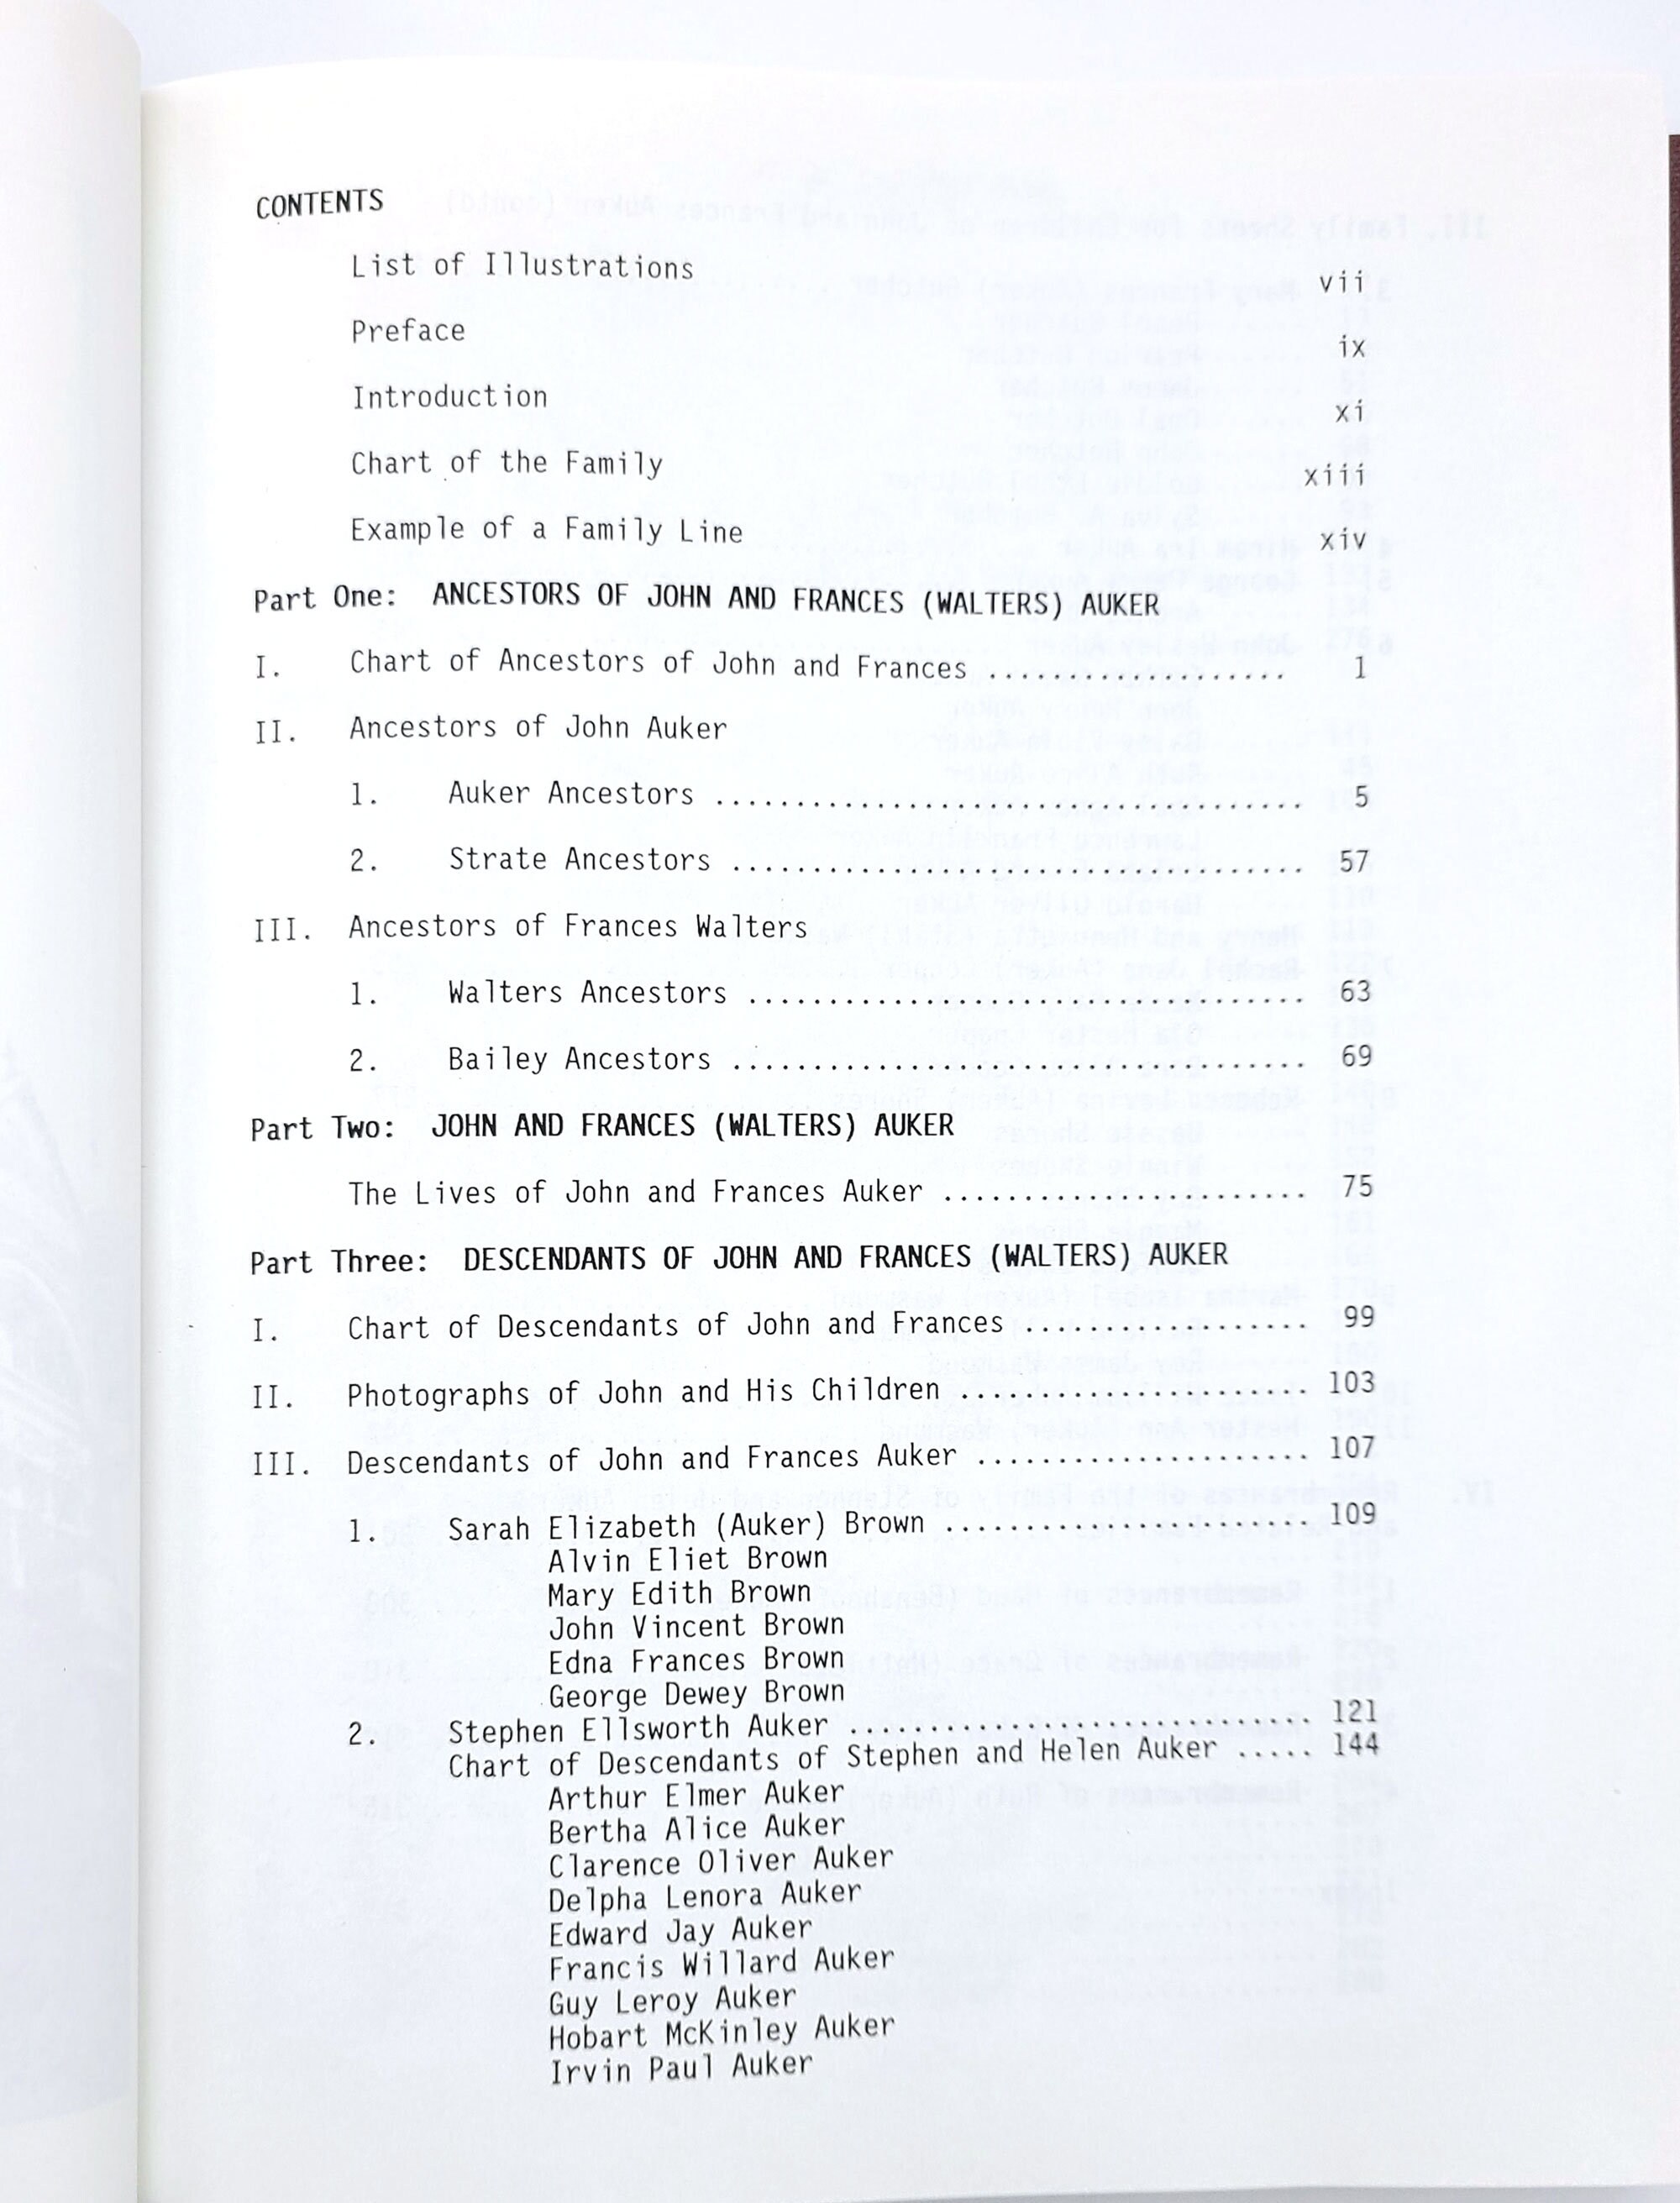 CONTENTS
List of Illustrations vii
Preface ix
Introduction xi
Chart of the Family xiii
Example of a Family Line xiv
Part One: ANCESTORS OF JOHN AND FRANCES (WALTERS) AUKER
I. Chart of Ancestors of John and Frances .................. 1
II. Ancestors of John Auker
1. Auker Ancestors .................................... 5
2. Strate Ancestors ................................... 57
III. Ancestors of Frances Walters
1. Walters Ancestors .................................. 63
2. Bailey Ancestors ................................... 69
Part Two: JOHN AND FRANCES (WALTERS) AUKER
The Lives of John and Frances Auker ...................... 75
Part Three: DESCENDANTS OF JOHN AND FRANCES (WALTERS) AUKER
I. Chart of Descendants of John and Frances ................. 99
II. Photographs of John and His Children ..................... 103
III. Descendants of John and Frances Auker .................... 107
1. Sarah Elizabeth (Auker) Brown ...................... 109
Alvin Eliet Brown
Mary Edith Brown
John Vincent Brown
Edna Frances Brown
George Dewey Brown
2. Stephen Ellsworth Auker ............................ 121
Chart of Descendants of Stephen and Helen Auker ..... 144
Arthur Elmer Auker
Bertha Alice Auker
Clarence Oliver Auker
Delpha Lenora Auker
Edward Jay Auker
Francis Willard Auker
Guy Leroy Auker
Hobart McKinley Auker
Irvin Paul Auker